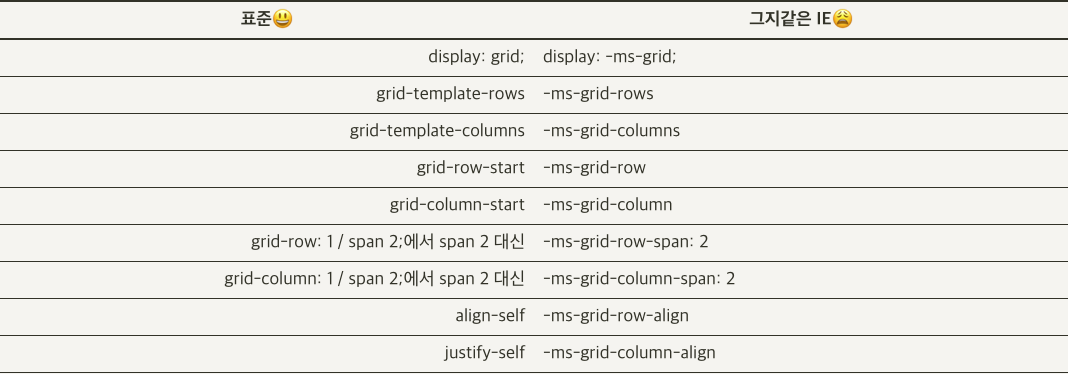 표준😃 그지같은 IE😩
display: grid; display: -ms-grid;
grid-template-rows -ms-grid-rows
grid-template-columns -ms-grid-columns
grid-row-start -ms-grid-row
grid-column-start -ms-grid-column
grid-row: 1 / span 2;에서 span 2 대신 -ms-grid-row-span: 2
grid-column: 1 / span 2;에서 span 2 대신 -ms-grid-column-span: 2
align-self -ms-grid-row-align
justify-self -ms-grid-column-align